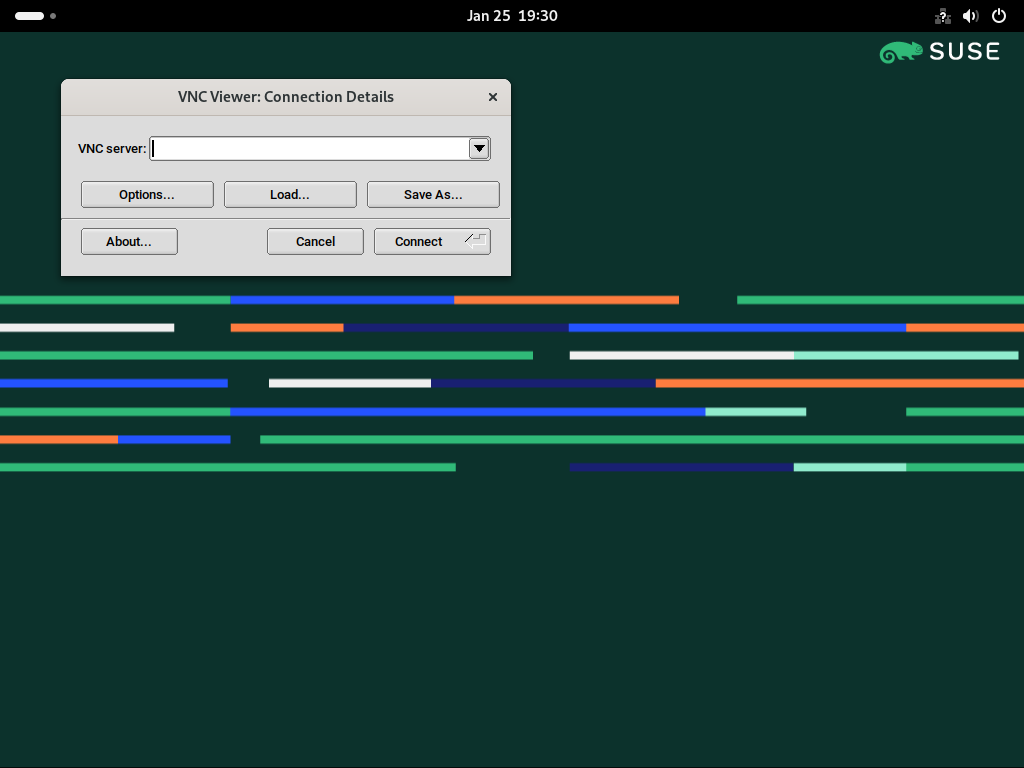 Jan 25 19:30
SUSE
VNC Viewer: Connection Details
VNC server:
Options... Load... Save As...
About... Cancel Connect